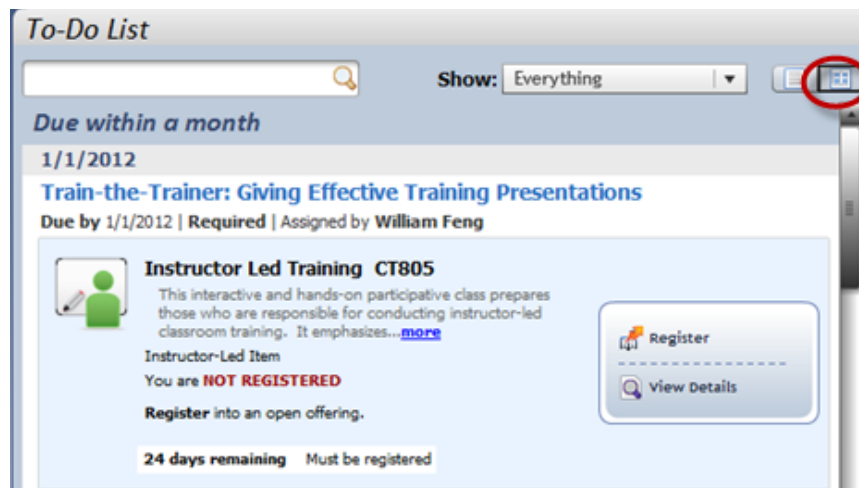 To-Do List
Show: Everything
Due within a month
1/1/2012
Train-the-Trainer: Giving Effective Training Presentations
Due by 1/1/2012 | Required | Assigned by William Feng
Instructor Led Training CT805
This interactive and hands-on participative class prepares
those who are responsible for conducting instructor-led
classroom training. It emphasizes...more
Register
Instructor-Led Item
View Details
You are NOT REGISTERED
Register into an open offering.
24 days remaining Must be registered